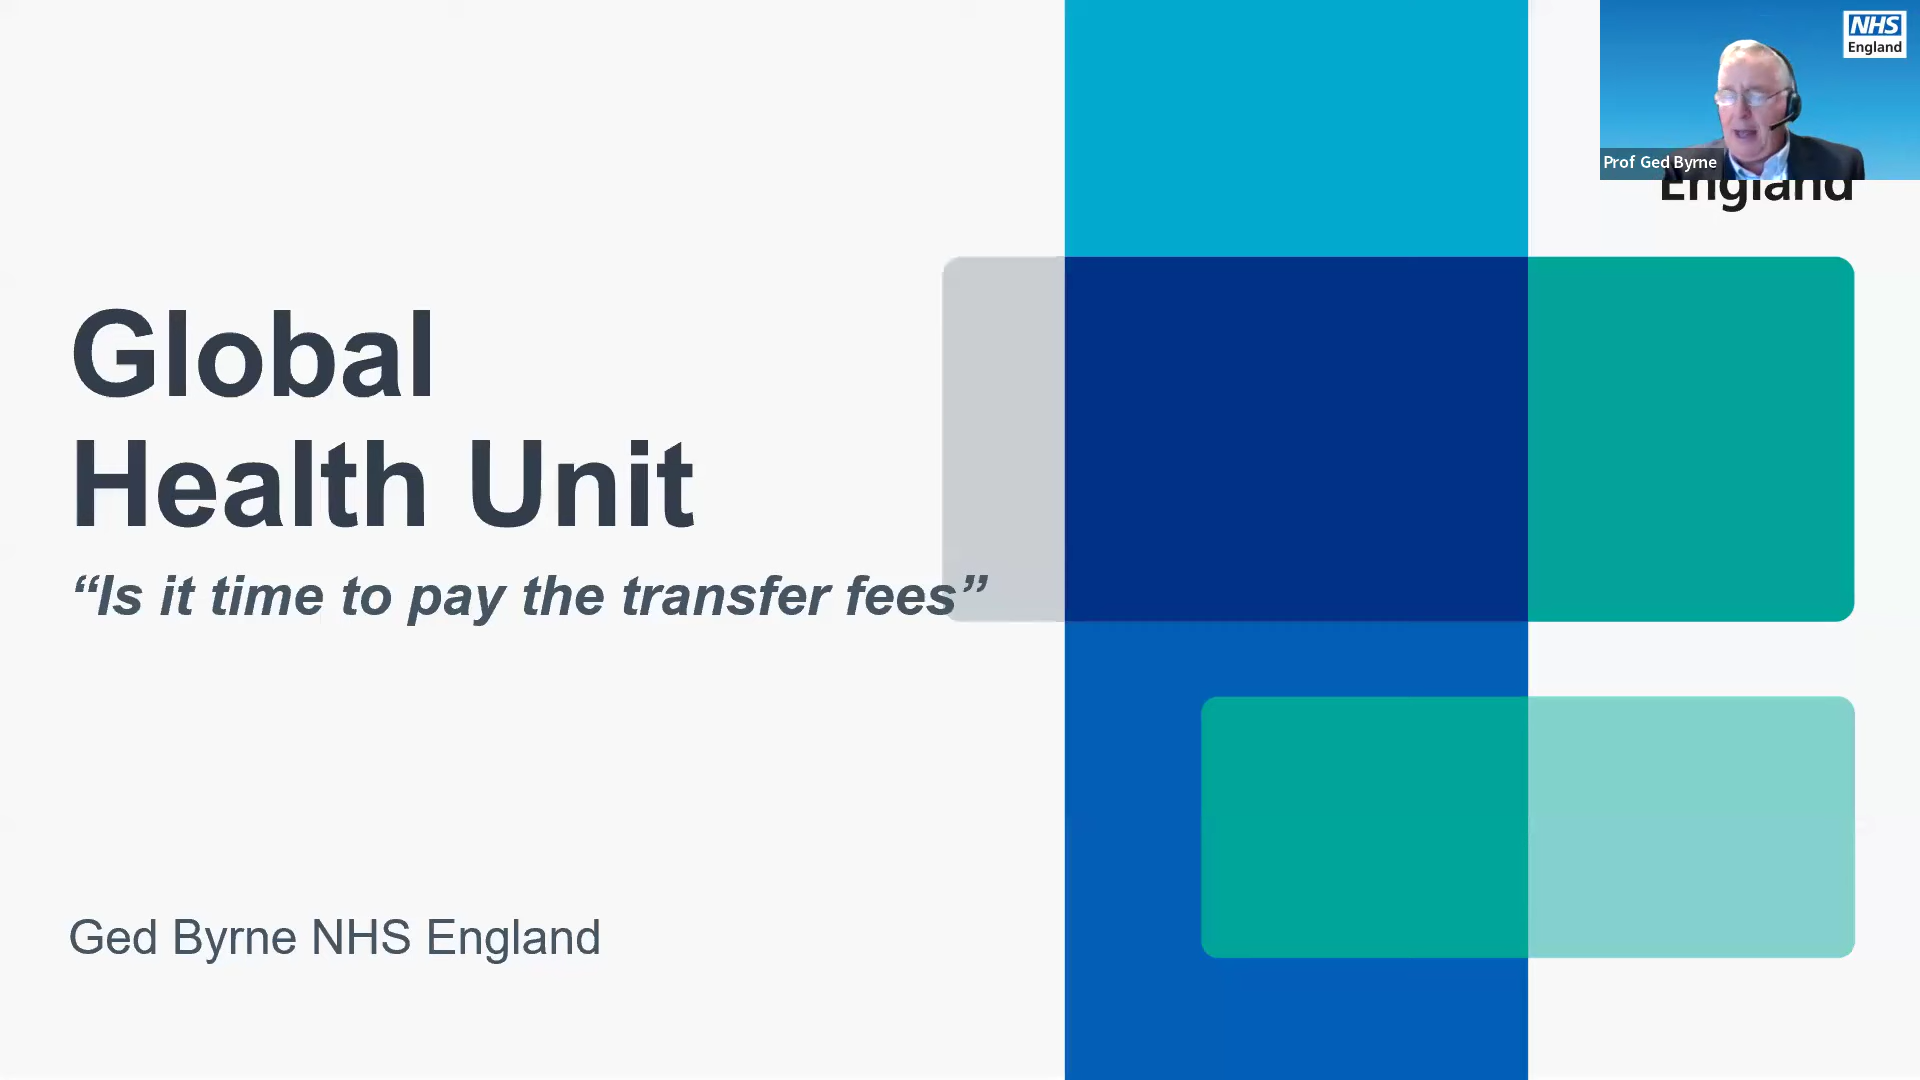 NHS
England
Prof Ged Byrne
England
Global
Health Unit
“Is it time to pay the transfer fees”
Ged Byrne NHS England